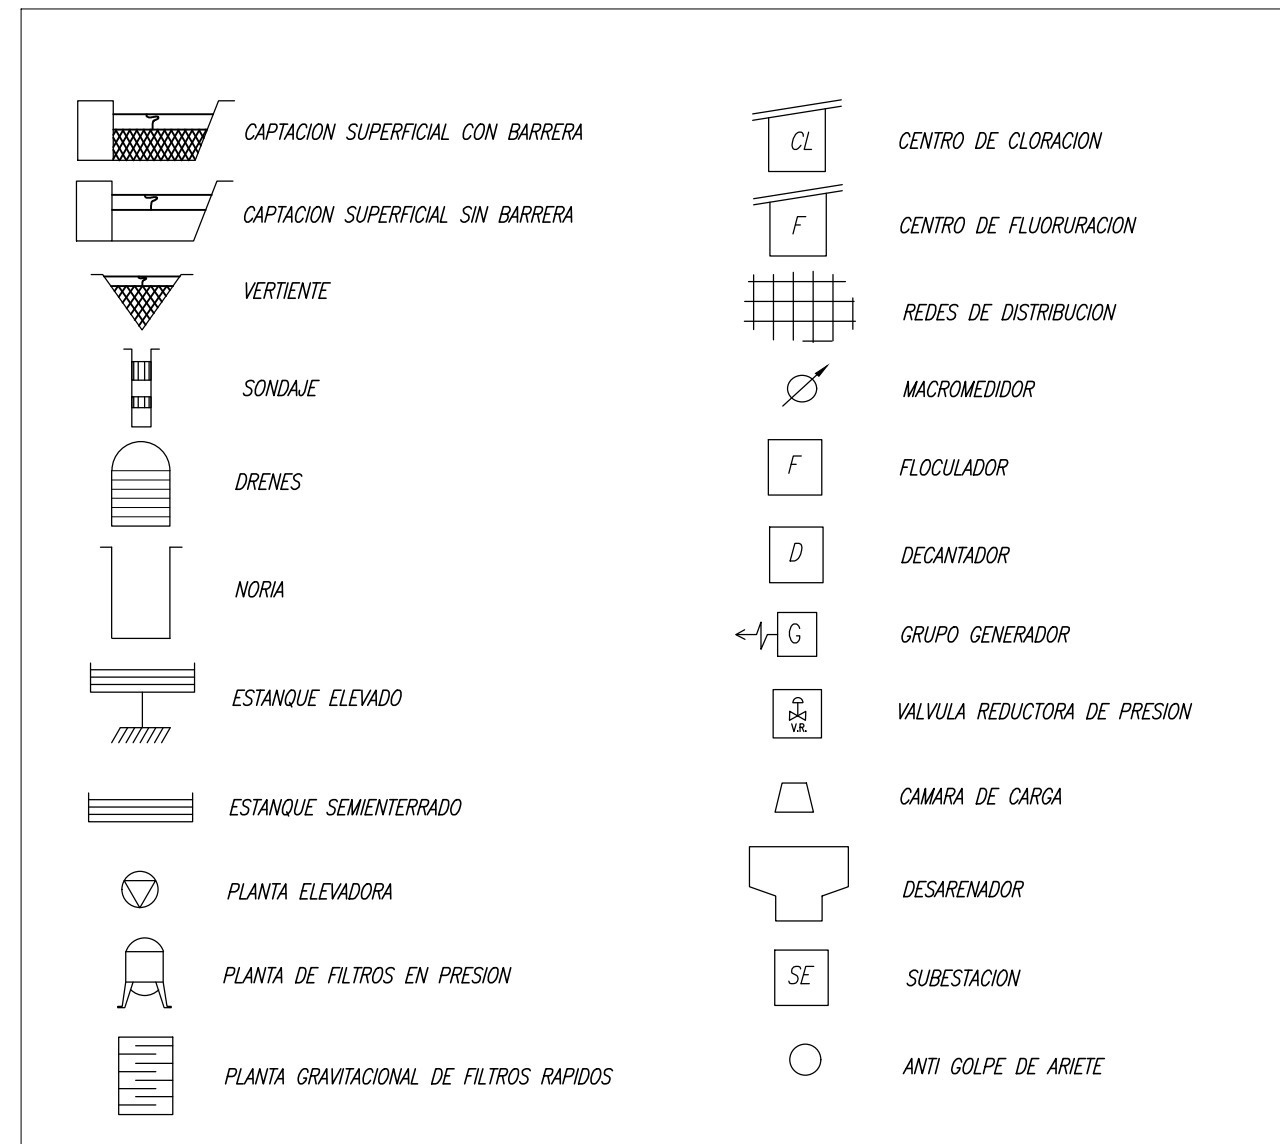 CAPTACION SUPERFICIAL CON BARRERA
CAPTACION SUPERFICIAL SIN BARRERA
VERTIENTE
SONDAJE
DRENES
NORIA
ESTANQUE ELEVADO
ESTANQUE SEMIENTERRADO
PLANTA ELEVADORA
PLANTA DE FILTROS EN PRESION
PLANTA GRAVITACIONAL DE FILTROS RAPIDOS
CL CENTRO DE CLORACION
F CENTRO DE FLUORURACION
REDES DE DISTRIBUCION
MACROMEDIDOR
F FLOCULADOR
D DECANTADOR
G GRUPO GENERADOR
V.R. VALVULA REDUCTORA DE PRESION
CAMARA DE CARGA
DESARENADOR
SE SUBESTACION
ANTI GOLPE DE ARIETE